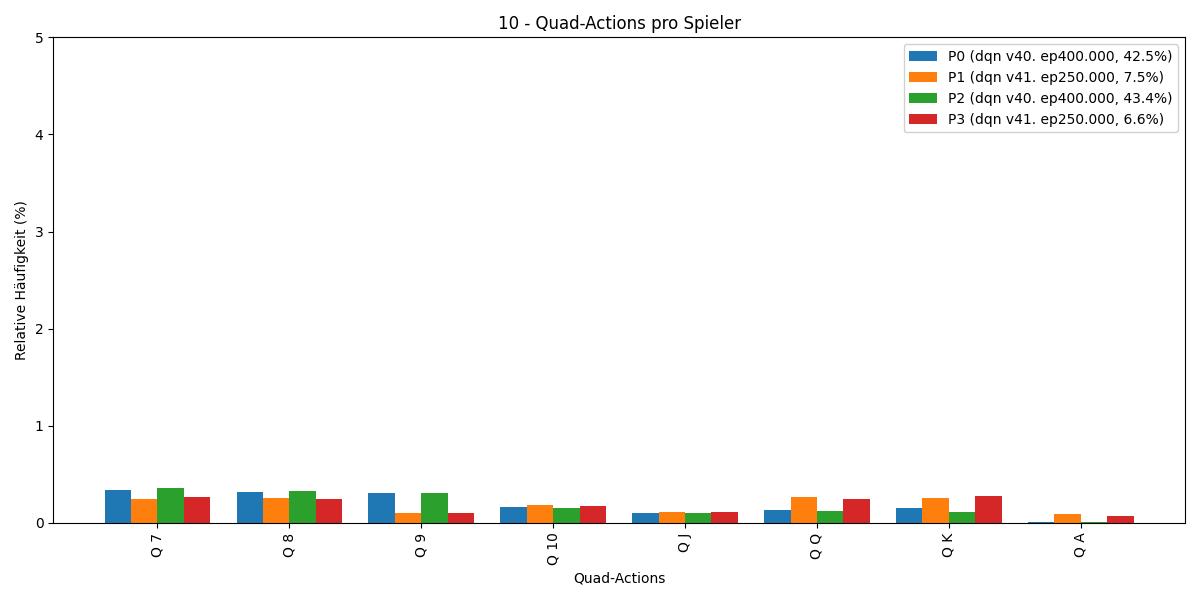 10 - Quad-Actions pro Spieler
P0 (dqn v40. ep400.000, 42.5%)
P1 (dqn v41. ep250.000, 7.5%)
P2 (dqn v40. ep400.000, 43.4%)
P3 (dqn v41. ep250.000, 6.6%)
Relative Häufigkeit (%)
5
4
3
2
1
0
Q 7
Q 8
Q 9
Q 10
Q J
Q Q
Q K
Q A
Quad-Actions